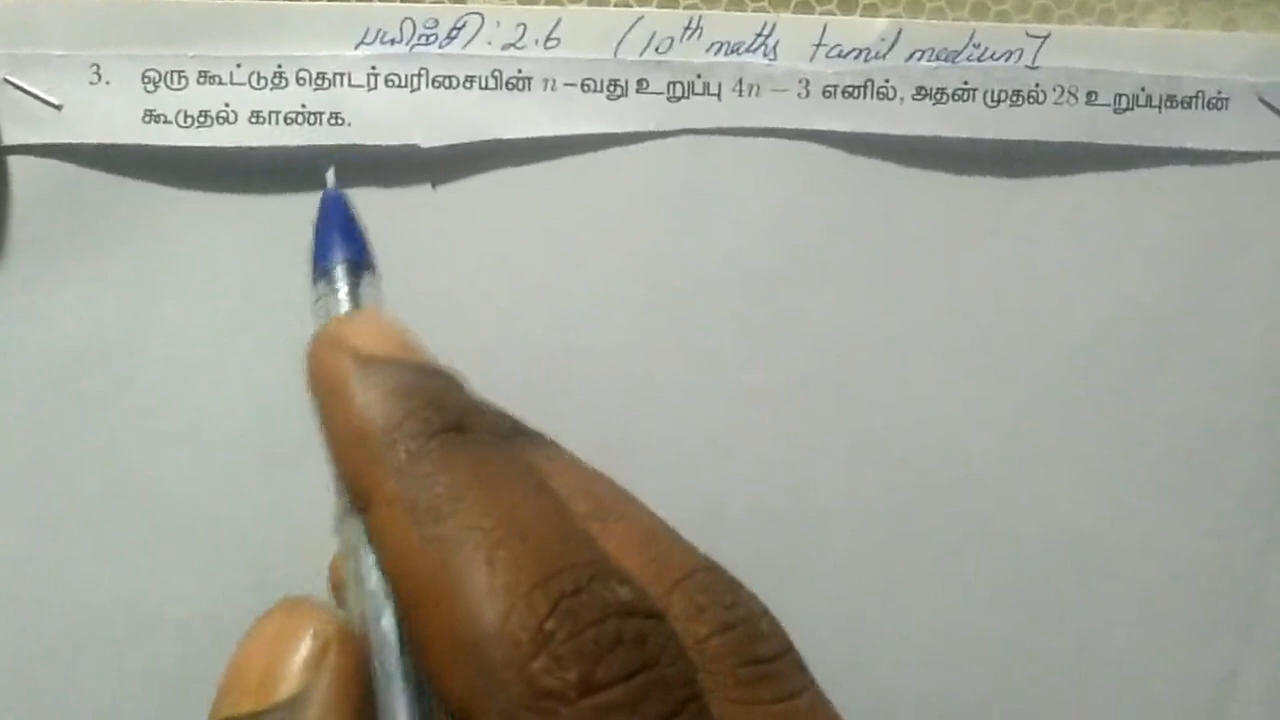 பயிற்சி: 2.6 (10th maths tamil medium]
3. ஒரு கூட்டுத் தொடர்வரிசையின் n-வது உறுப்பு 4n − 3 எனில், அதன் முதல் 28 உறுப்புகளின்
கூடுதல் காண்க.